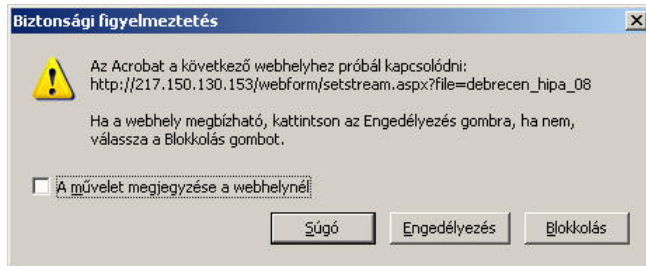 Biztonsági figyelmeztetés
Az Acrobat a következő webhelyhez próbál kapcsolódni:
http://217.150.130.153/webform/setstream.aspx?file=debrecen_hipa_08
Ha a webhely megbízható, kattintson az Engedélyezés gombra, ha nem,
válassza a Blokkolás gombot.
A művelet megjegyzése a webhelynél
Súgó Engedélyezés Blokkolás